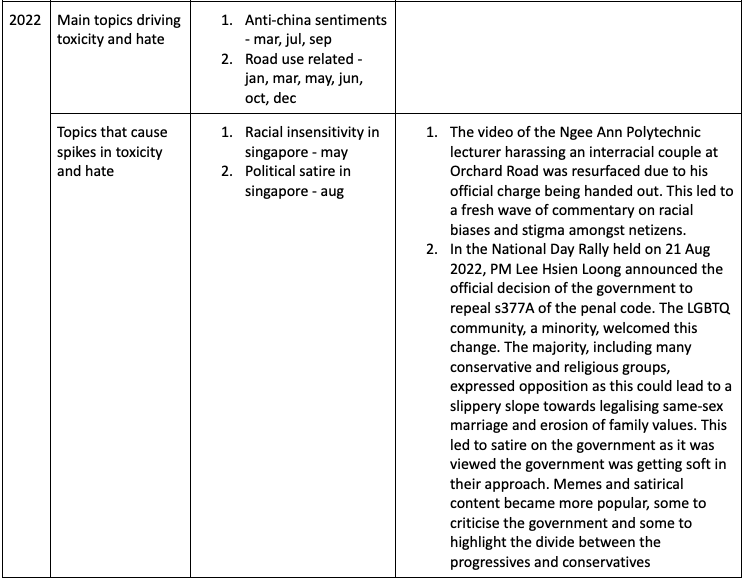 2022
Main topics driving
toxicity and hate
1. Anti-china sentiments
- mar, jul, sep
2. Road use related -
jan, mar, may, jun,
oct, dec
Topics that cause
spikes in toxicity
and hate
1. Racial insensitivity in
singapore - may
2. Political satire in
singapore - aug
1. The video of the Ngee Ann Polytechnic
lecturer harassing an interracial couple at
Orchard Road was resurfaced due to his
official charge being handed out. This led to
a fresh wave of commentary on racial
biases and stigma amongst netizens.
2. In the National Day Rally held on 21 Aug
2022, PM Lee Hsien Loong announced the
official decision of the government to
repeal s377A of the penal code. The LGBTQ
community, a minority, welcomed this
change. The majority, including many
conservative and religious groups,
expressed opposition as this could lead to a
slippery slope towards legalising same-sex
marriage and erosion of family values. This
led to satire on the government as it was
viewed the government was getting soft in
their approach. Memes and satirical
content became more popular, some to
criticise the government and some to
highlight the divide between the
progressives and conservatives